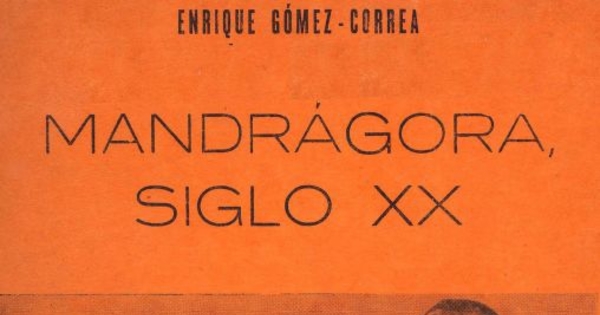 ENRIQUE GÓMEZ-CORREA
MANDRÁGORA,
SIGLO XX